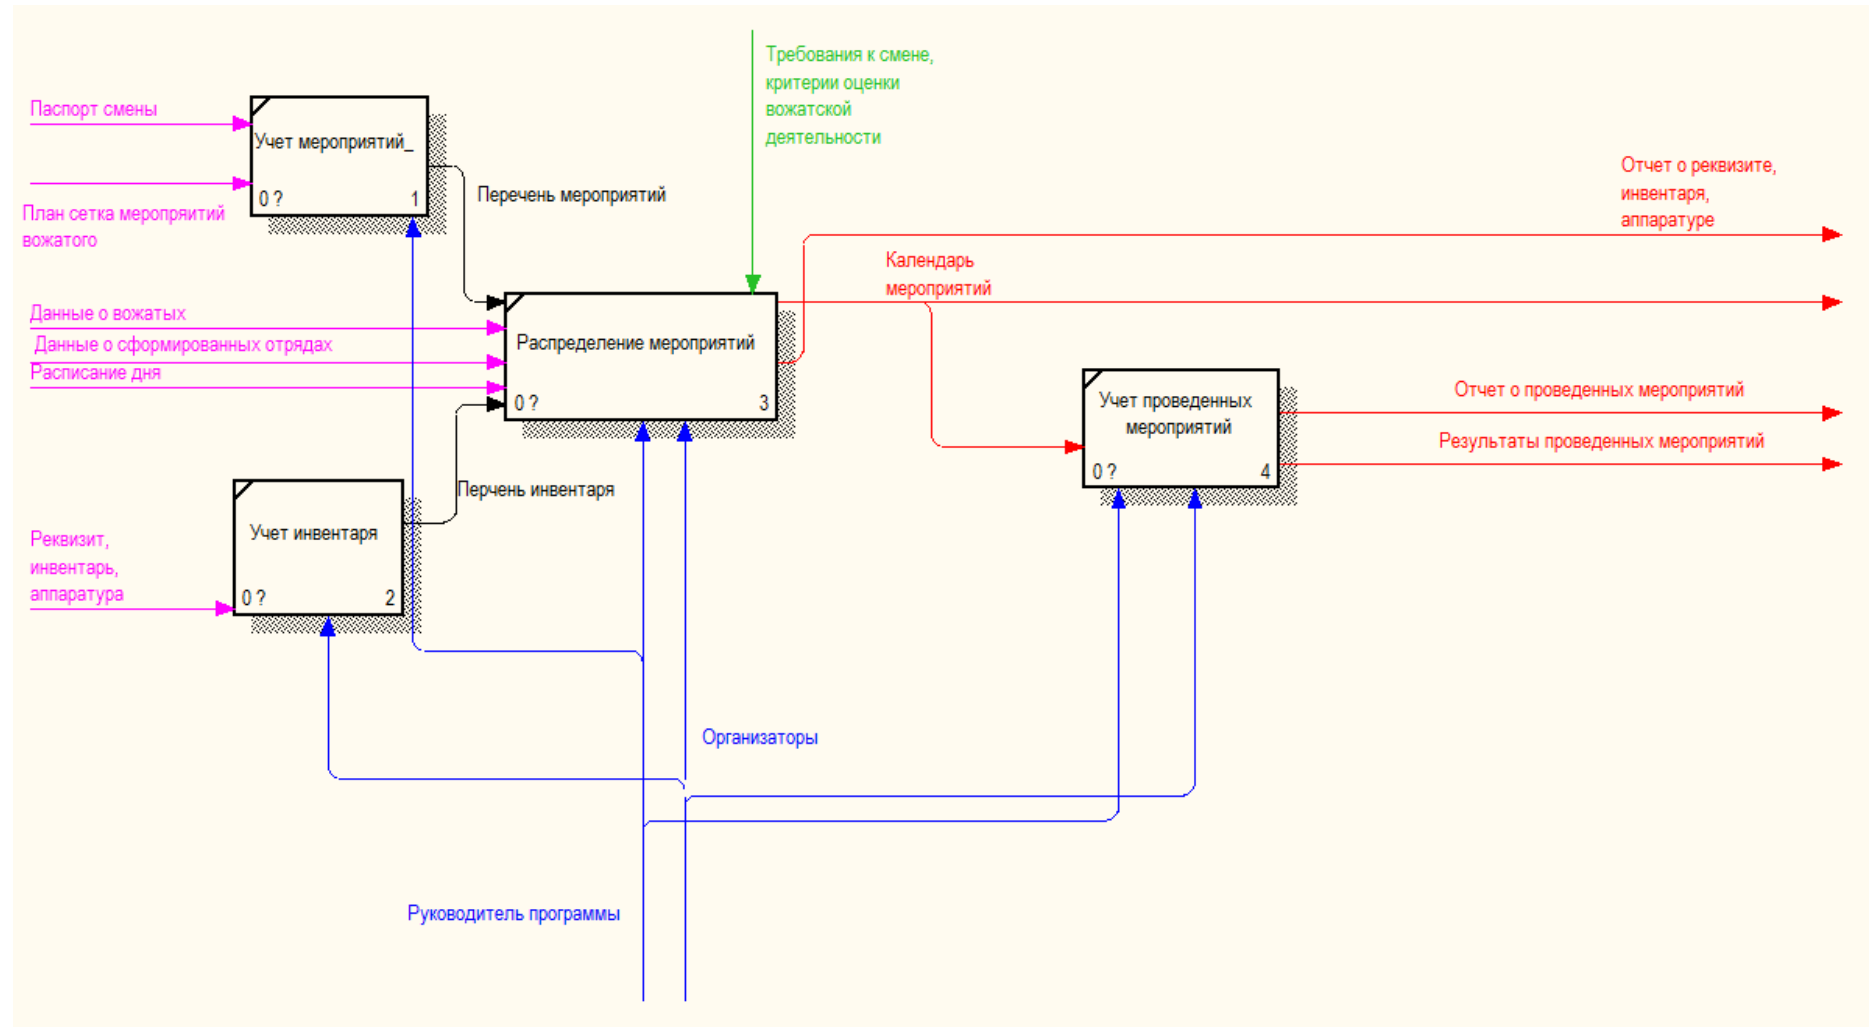 Паспорт смены
Учет мероприятий_
0 ?
1
План сетка меропряитий
вожатого
Перечень мероприятий
Требования к смене,
критерии оценки
вожатской
деятельности
Отчет о реквизите,
инвентаря,
аппаратуре
Календарь
мероприятий
Данные о вожатых
Данные о сформированных отрядах
Расписание дня
Распределение мероприятий
0 ?
3
Учет проведенных
мероприятий
0 ?
4
Отчет о проведенных мероприятий
Результаты проведенных мероприятий
Перчень инвентаря
Учет инвентаря
0 ?
2
Реквизит,
инвентарь,
аппаратура
Организаторы
Руководитель программы